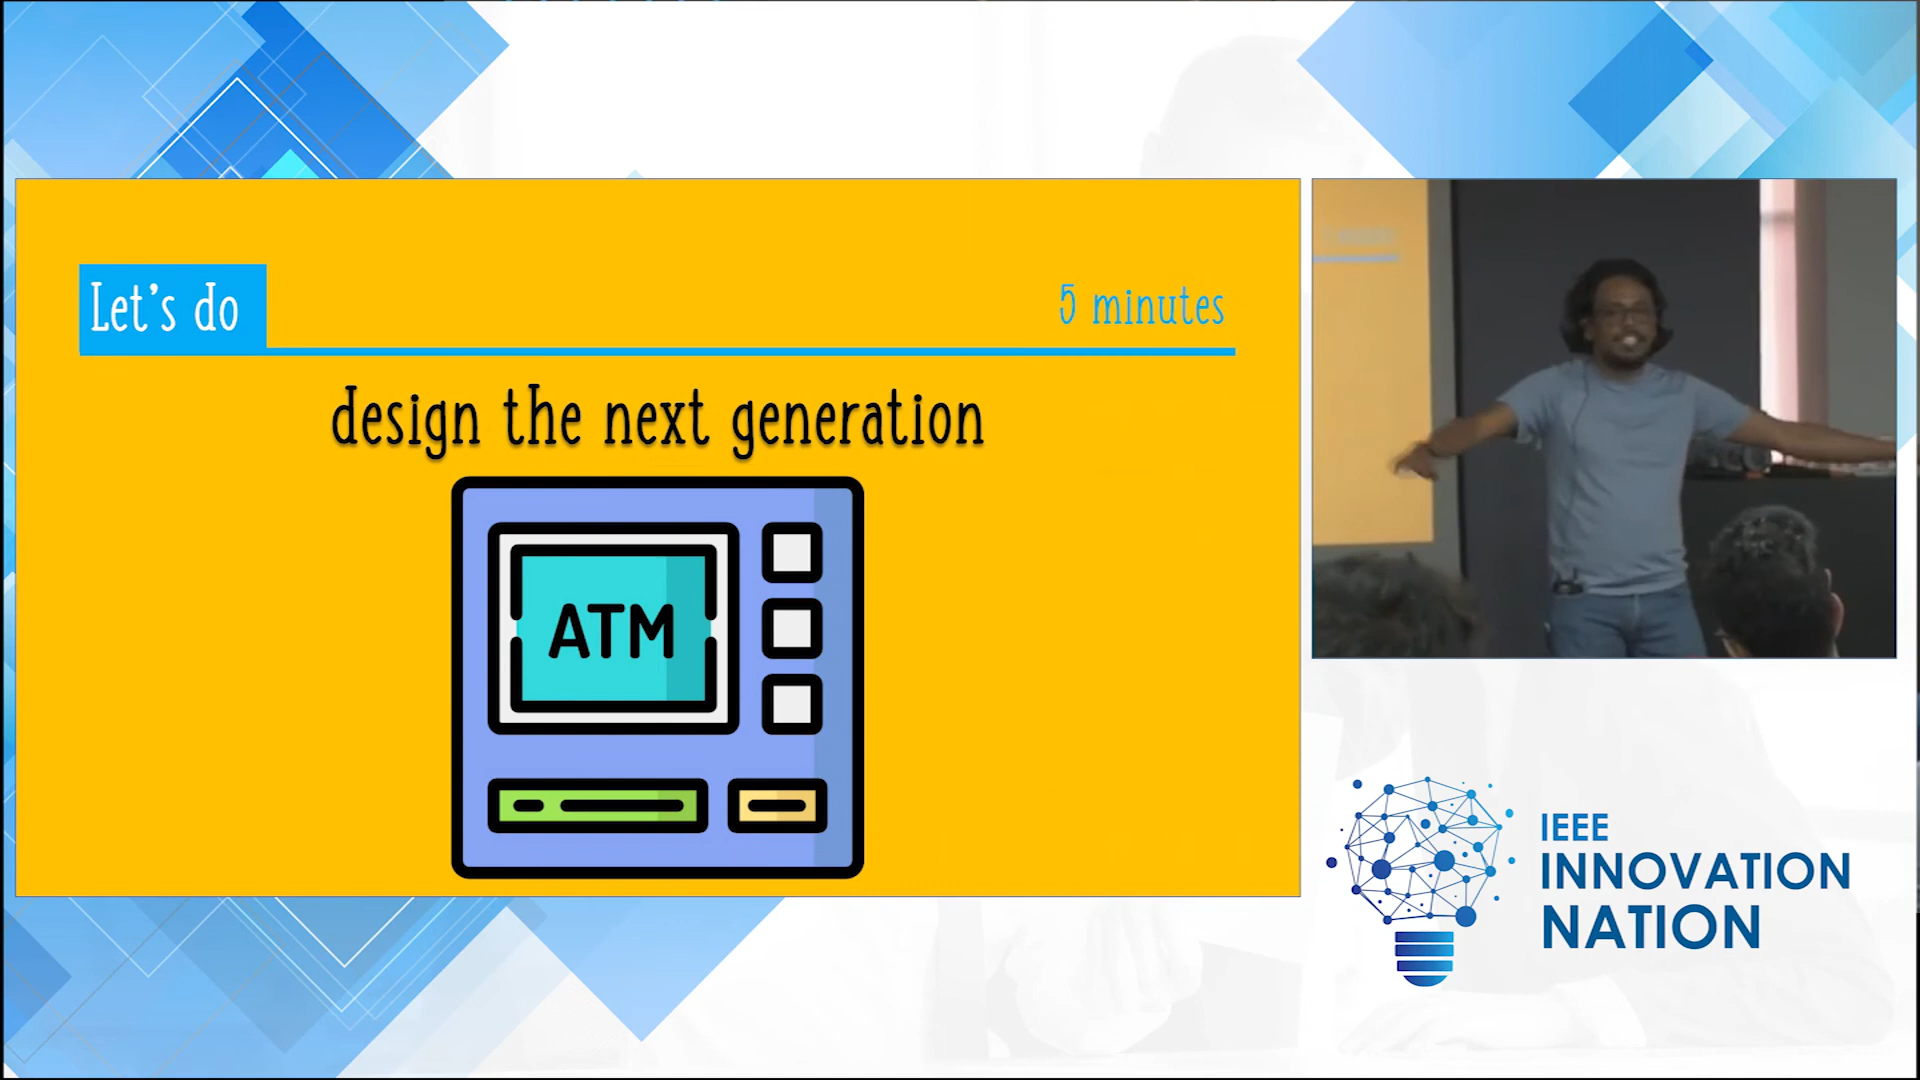 Let's do
5 minutes
design the next generation
ATM
IEEE
INNOVATION
NATION